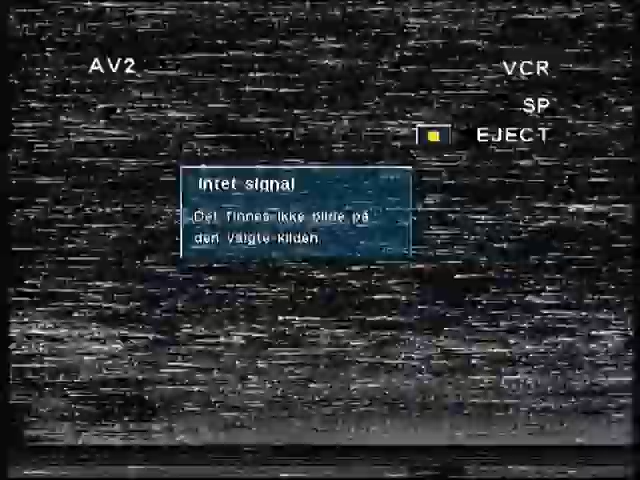 AV2
VCR
SP
EJECT
Intet signal
Det finnes ikke bilde på
den valgte kilden.